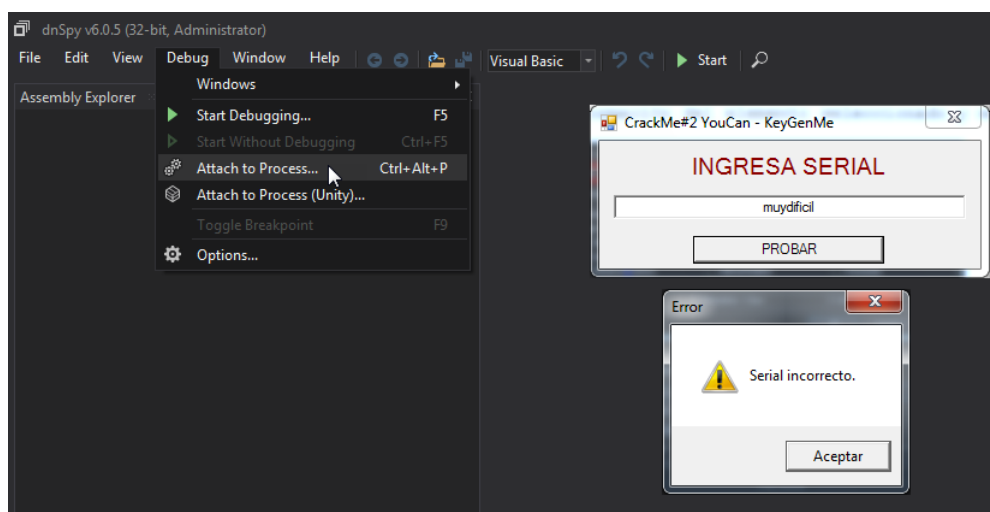 dnSpy v6.0.5 (32-bit, Administrator)
File Edit View Debug Window Help Visual Basic Start
Assembly Explorer
Windows
Start Debugging... F5
Start Without Debugging Ctrl+F5
Attach to Process... Ctrl+Alt+P
Attach to Process (Unity)...
Toggle Breakpoint F9
Options...
CrackMe#2 YouCan - KeyGenMe
INGRESA SERIAL
muydificil
PROBAR
Error
Serial incorrecto.
Aceptar